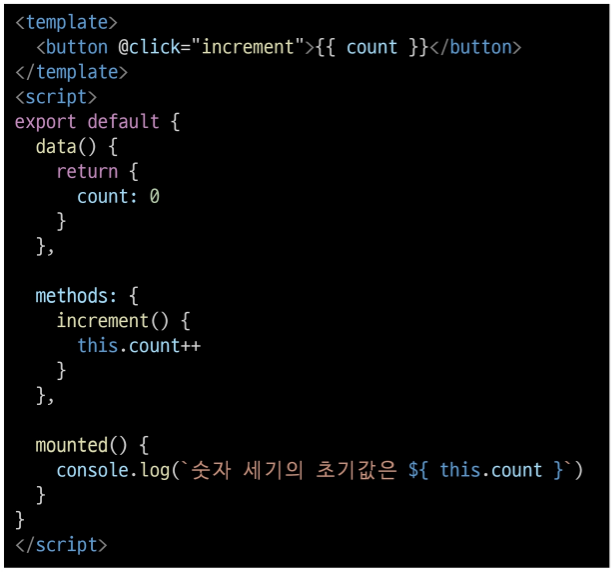 <template>
  <button @click="increment">{{ count }}</button>
</template>
<script>
export default {
  data() {
    return {
      count: 0
    }
  },

  methods: {
    increment() {
      this.count++
    }
  },

  mounted() {
    console.log(`숫자 세기의 초기값은 ${ this.count }`)
  }
}
</script>